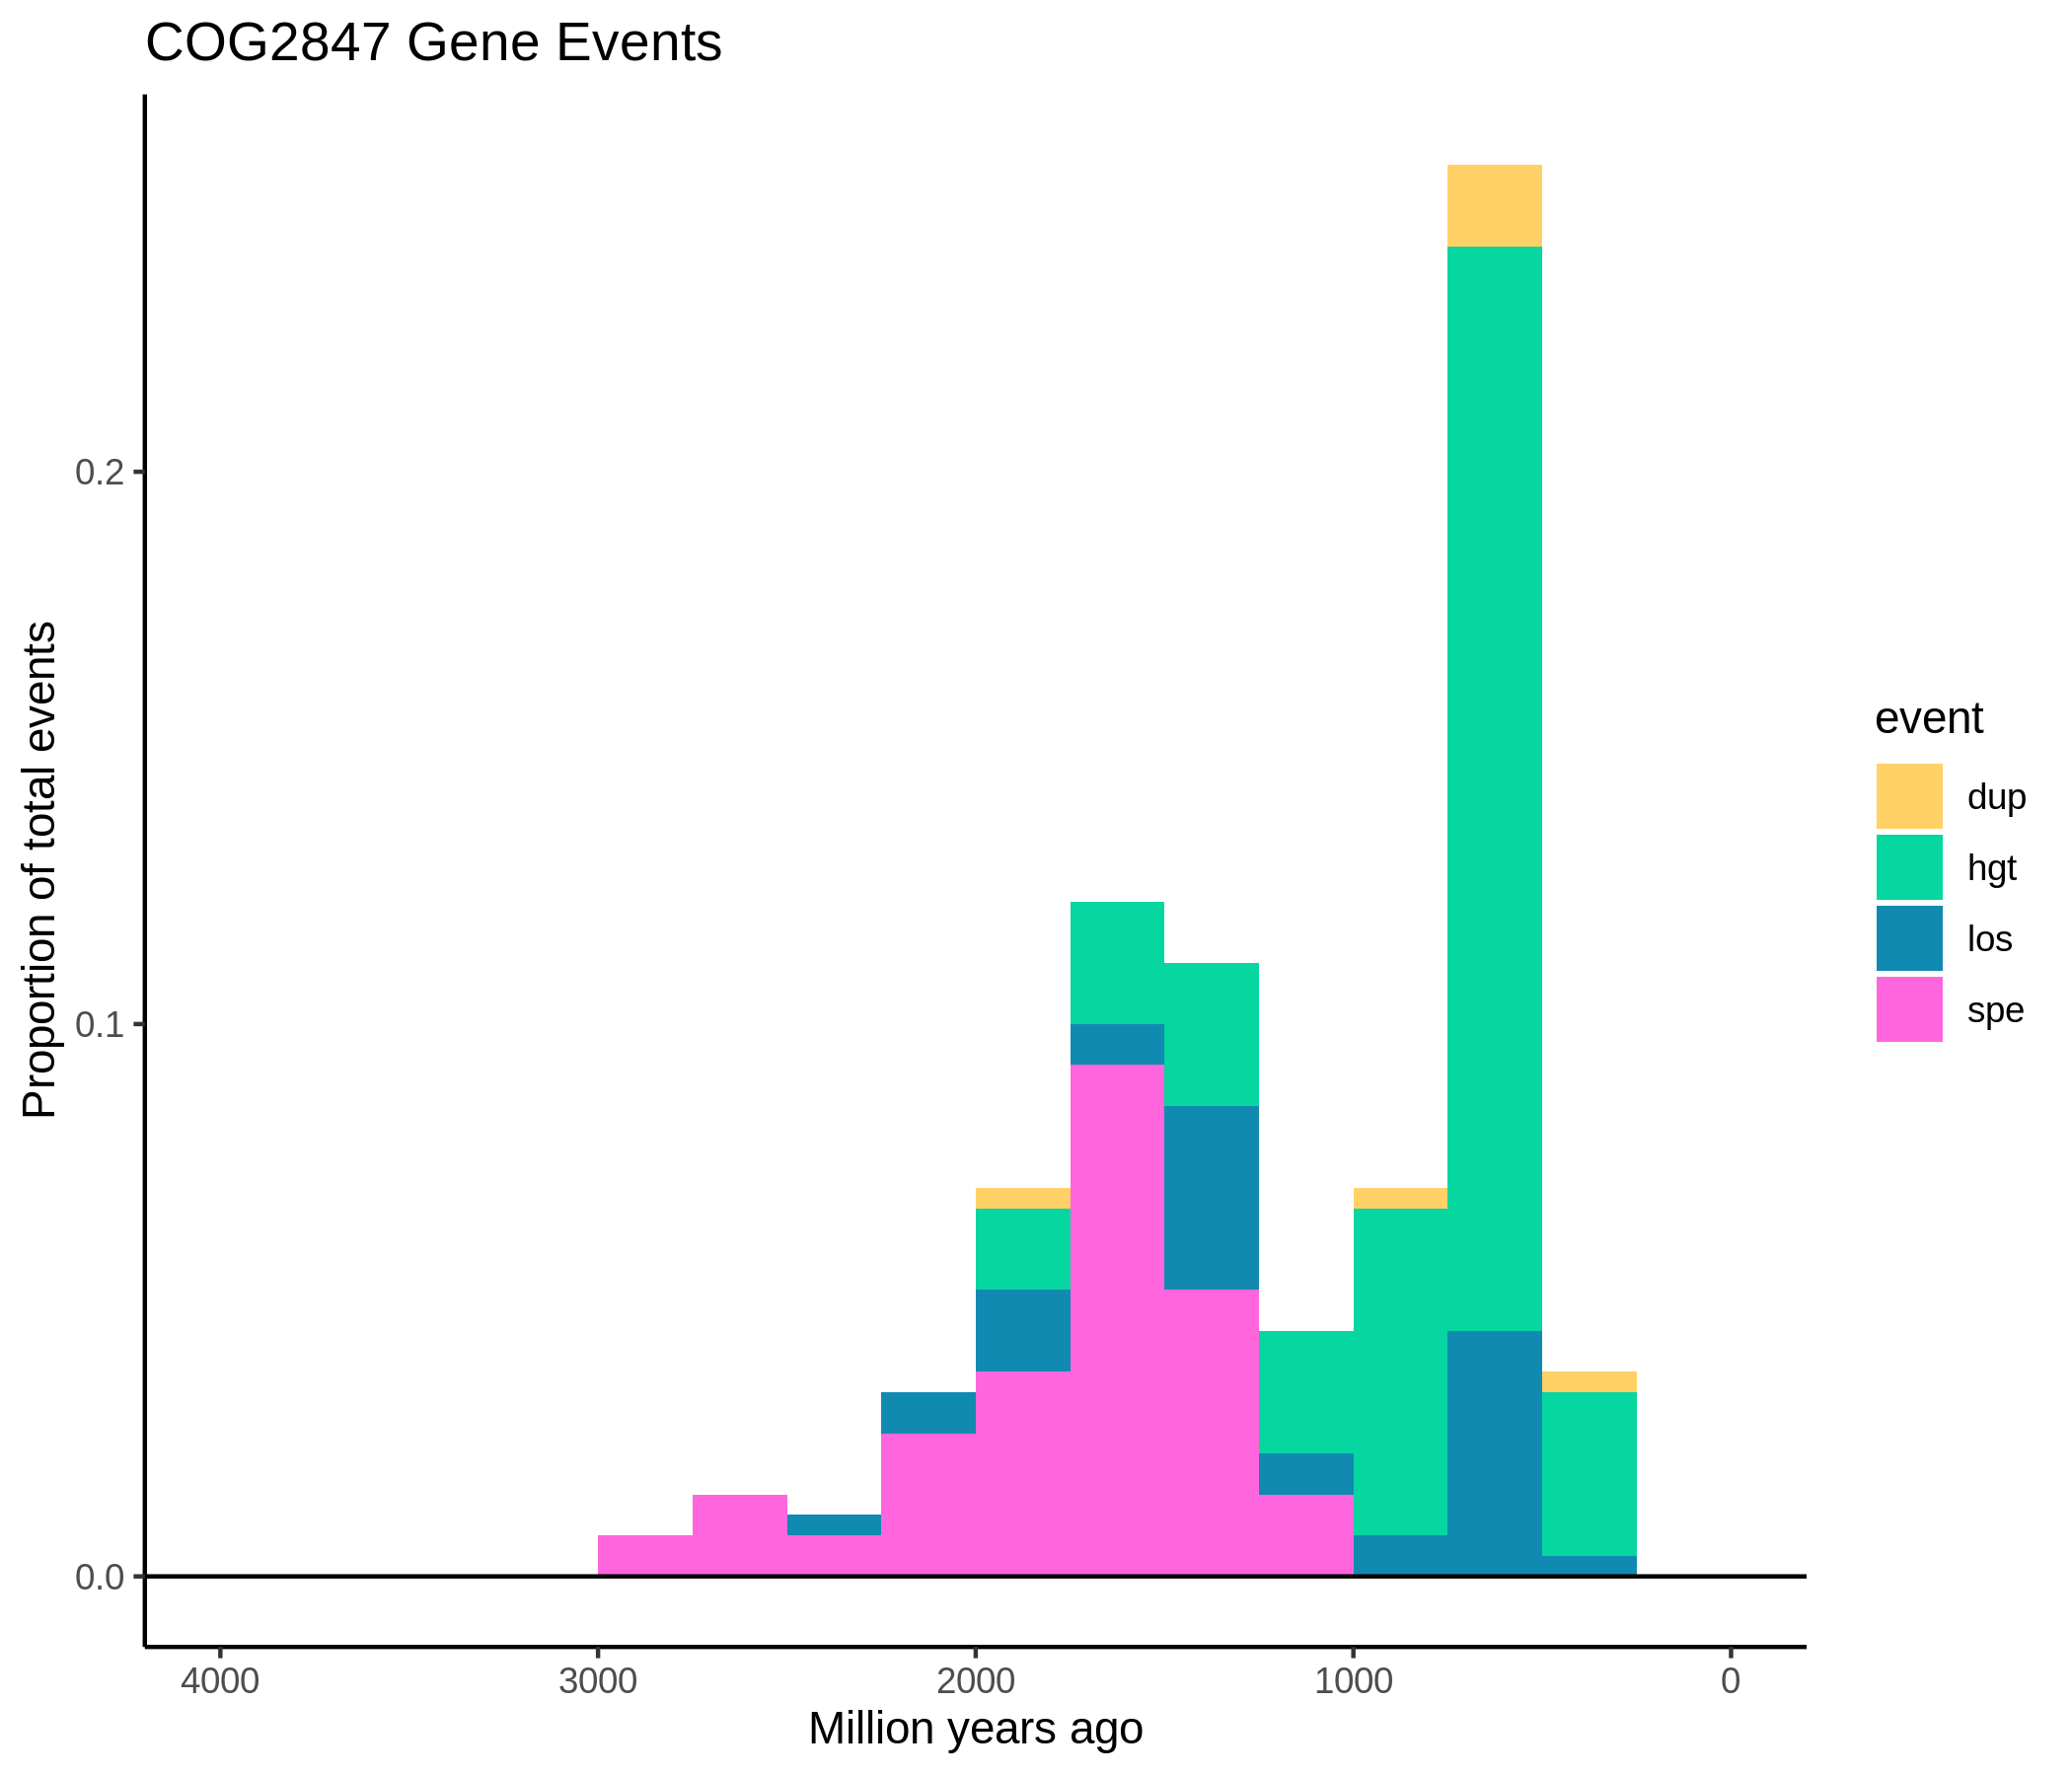 COG2847 Gene Events
Proportion of total events
0.2
0.1
0.0
4000 3000 2000 1000 0
Million years ago
event
dup
hgt
los
spe